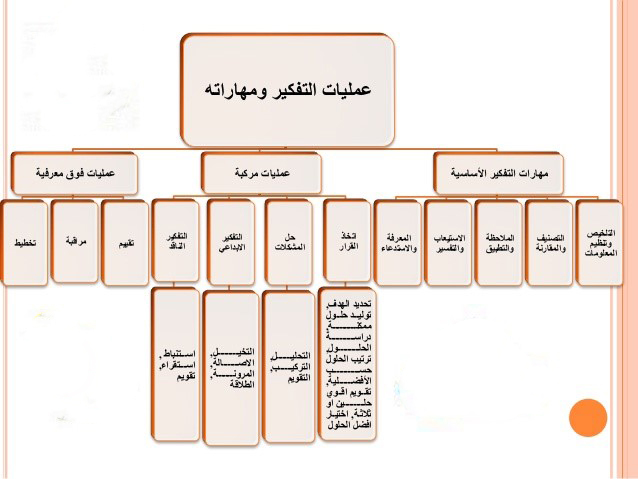 عمليات التفكير ومهاراته
مهارات التفكير الأساسية
عمليات مركبة
عمليات فوق معرفية
التلخيص
وتنظيم
المعلومات
التصنيف
والمقارنة
الملاحظة
والتطبيق
الاستيعاب
والتفسير
المعرفة
والاستدعاء
اتخاذ
القرار
حل
المشكلات
التفكير
الابداعي
التفكير
الناقد
تقييم
مراقبة
تخطيط
تحديد الهدف,
توليد حلول
ممكنة,
دراسة
الحلول,
ترتيب الحلول
حسب
الأفضلية,
تقويم اقوي
حلين او
ثلاثة, اختيار
افضل الحلول
التحليل,
التركيب,
التقويم
التخيل,
الاصالة,
المرونة,
الطلاقة
استنباط ,
استقراء,
تقويم